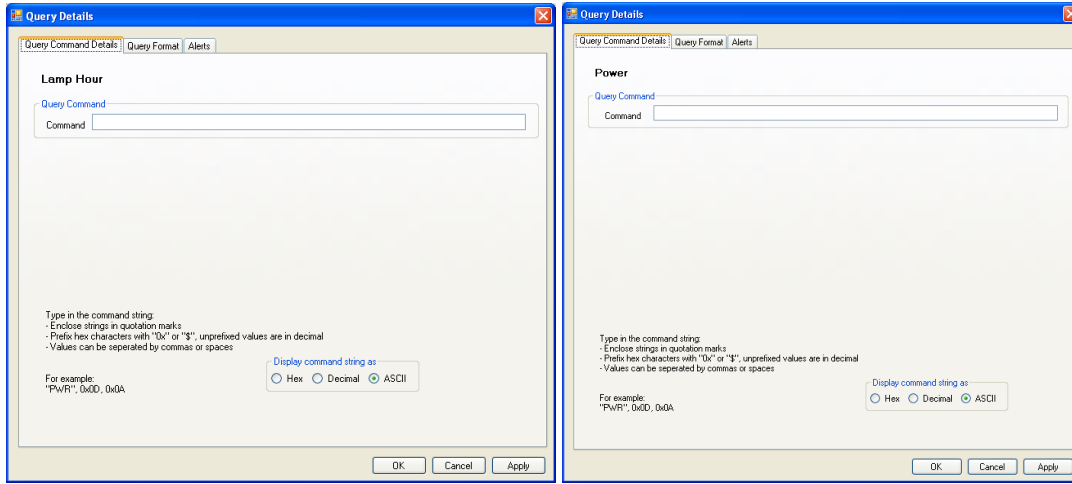 Query Details
Query Command Details Query Format Alerts
Lamp Hour
Query Command
Command
Type in the command string:
- Enclose strings in quotation marks
- Prefix hex characters with "0x" or "$", unprefixed values are in decimal
- Values can be seperated by commas or spaces
For example:
"PWR", 0x0D, 0x0A
Display command string as
Hex Decimal ASCII
OK Cancel Apply
Query Details
Query Command Details Query Format Alerts
Power
Query Command
Command
Type in the command string:
- Enclose strings in quotation marks
- Prefix hex characters with "0x" or "$", unprefixed values are in decimal
- Values can be seperated by commas or spaces
For example:
"PWR", 0x0D, 0x0A
Display command string as
Hex Decimal ASCII
OK Cancel Apply